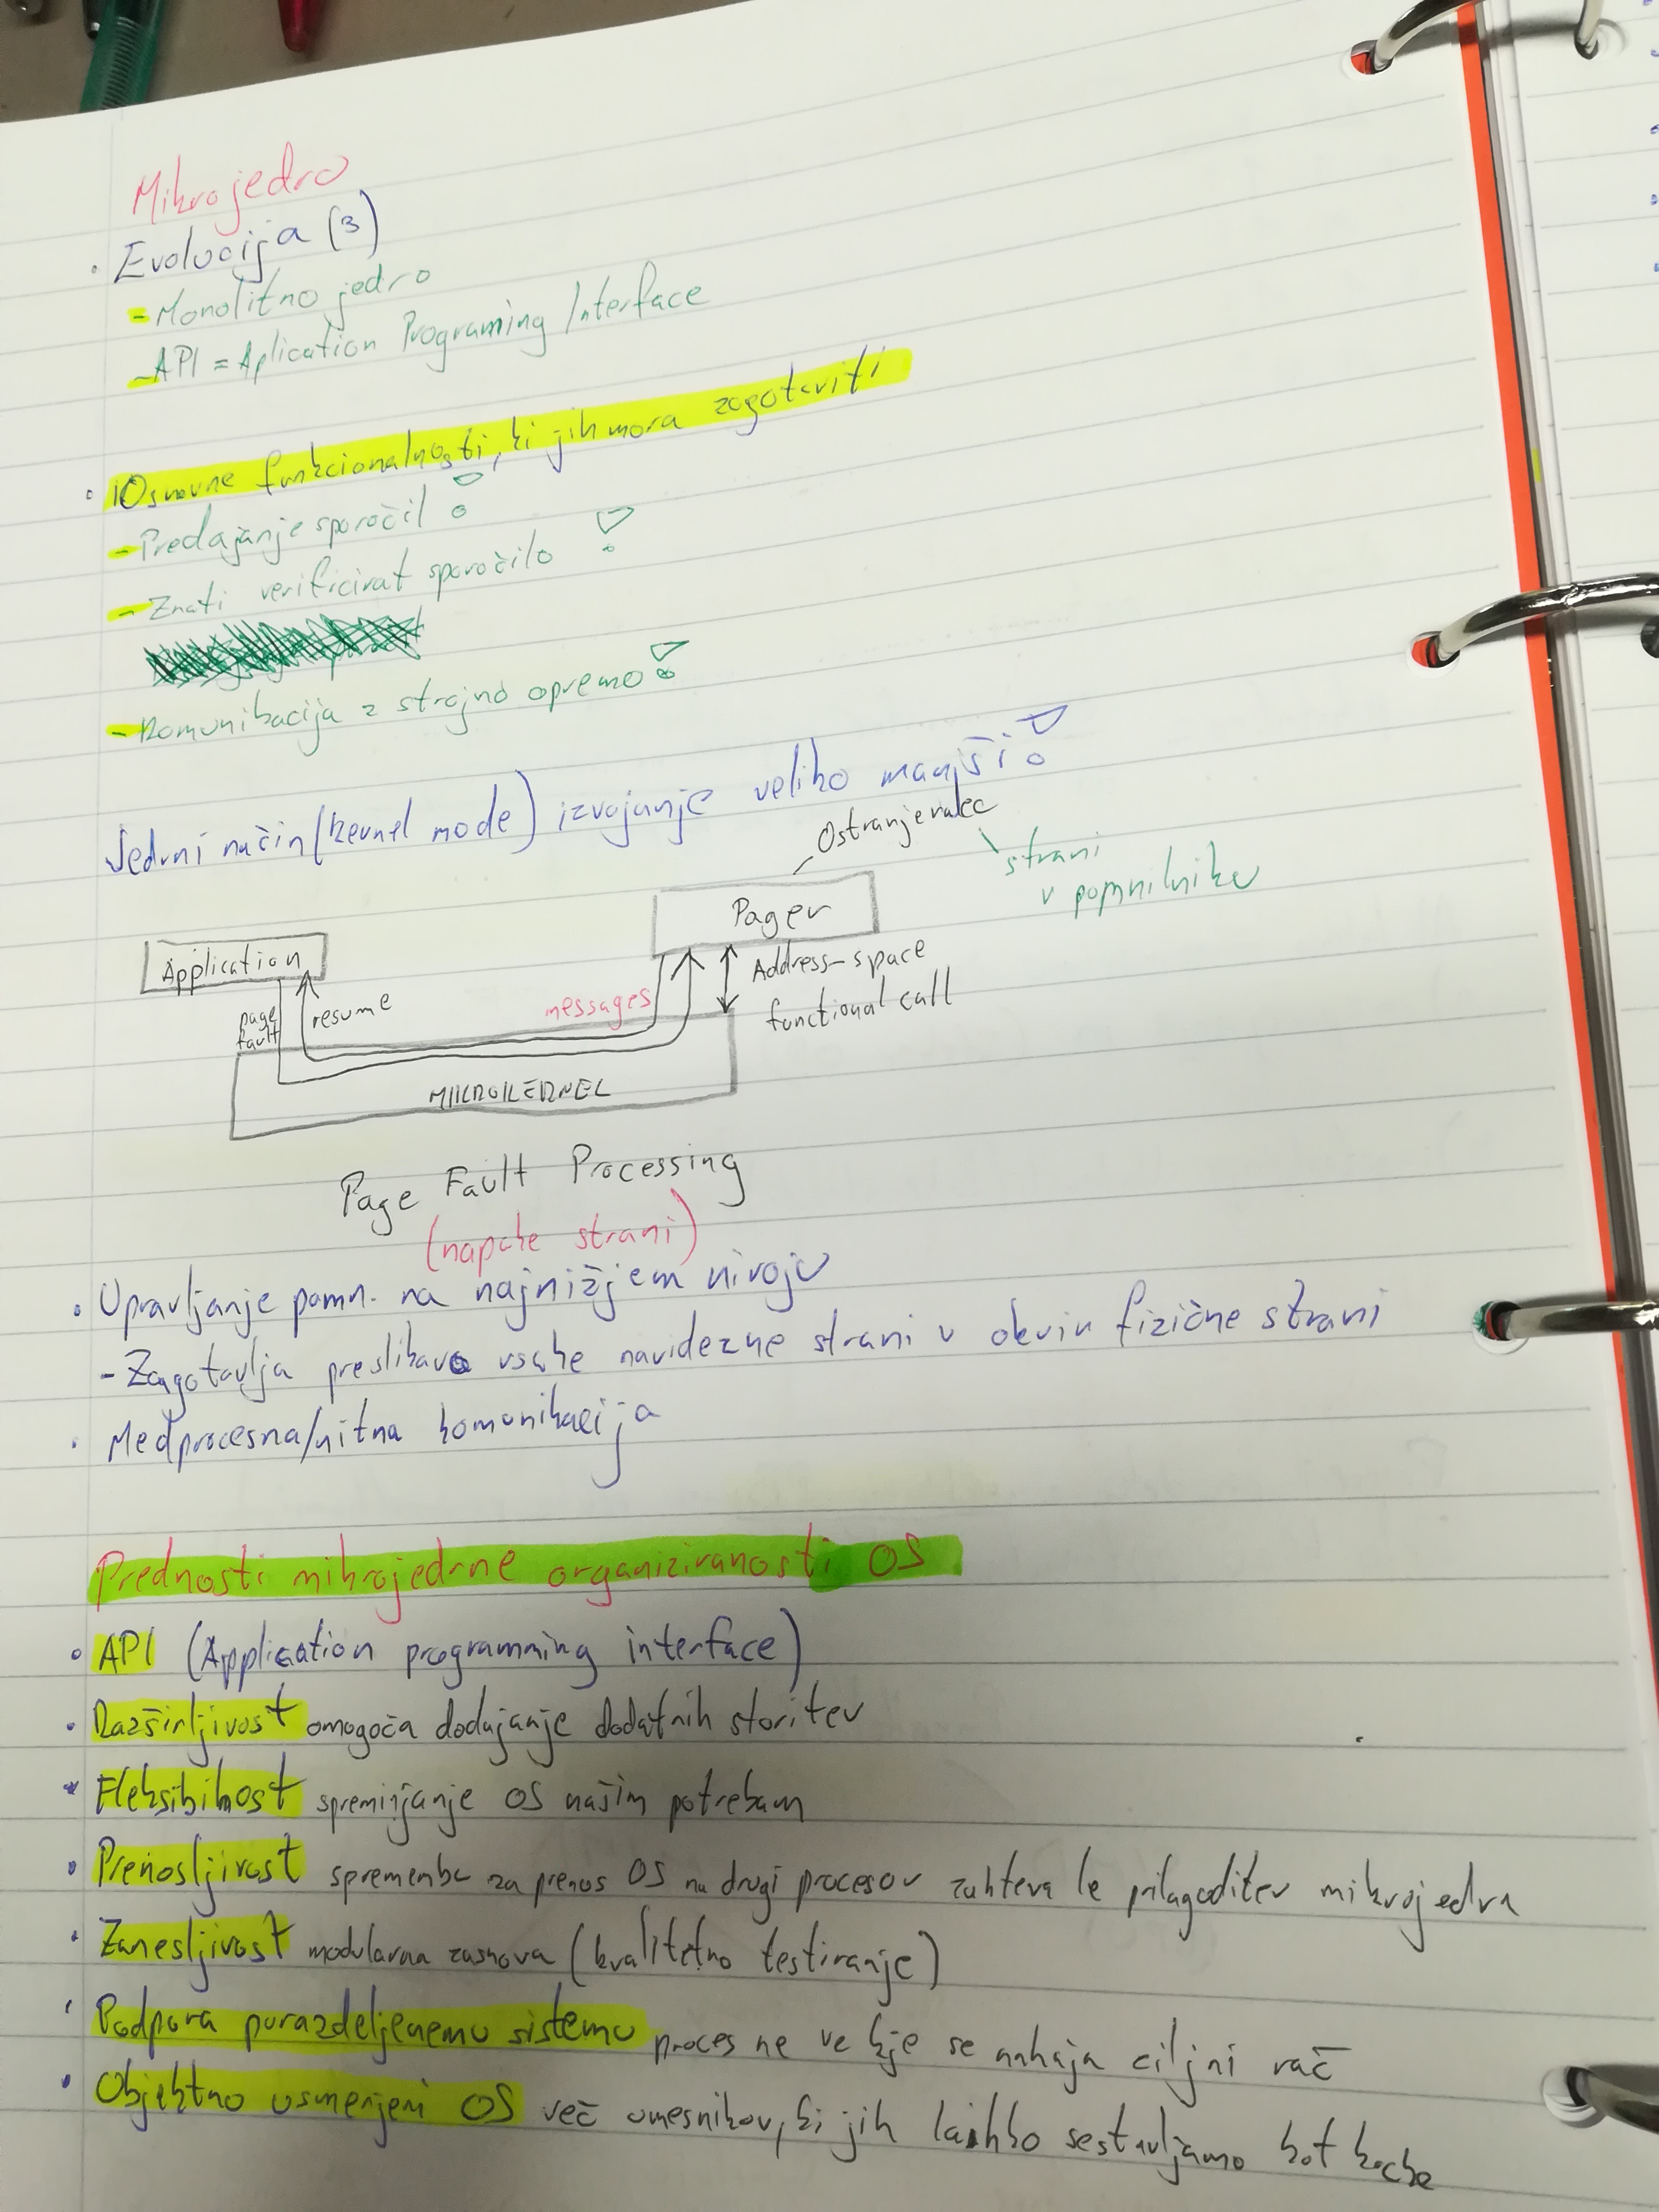 Mikrojedro
• Evolucija (3)
- Monolitno jedro
- API = Aplication Programing Interface
• Osnovne funkcionalnosti, ki jih mora zagotoviti
- Predajanje sporočil !
- Znati verificirat sporočilo !
- Komunikacija z strojno opremo !
Jedrni način (kernel mode) izvajanje veliko manjši !
Ostranjevalec
strani
v pomnilniku
Pager
Application
Address-space
functional call
messages
page
fault
resume
MIKROKERNEL
Page Fault Processing
(napake strani)
• Upravljanje pomn. na najnižjem nivoju
- Zagotavlja preslikavo vsake navidezne strani v okvir fizične strani
• Medprocesna/nitna komunikacija
Prednosti mikrojedrne organiziranosti OS
• API (Application programming interface)
• Razširljivost omogoča dodajanje dodatnih storitev
• Fleksibilnost spreminjanje OS našim potrebam
• Prenosljivost sprememba za prenos OS na drugi procesor zahteva le prilagoditev mikrojedra
• Zanesljivost modularna zasnova (kvalitetno testiranje)
• Podpora porazdeljenemu sistemu proces ne ve kje se nahaja ciljni rač
• Objektno usmerjeni OS več vmesnikov, ki jih lahko sestavljamo kot kocke